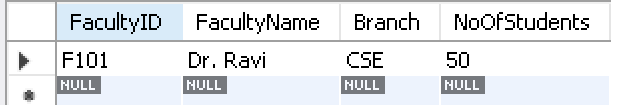 FacultyID FacultyName Branch NoOfStudents
F101 Dr. Ravi CSE 50
NULL NULL NULL NULL